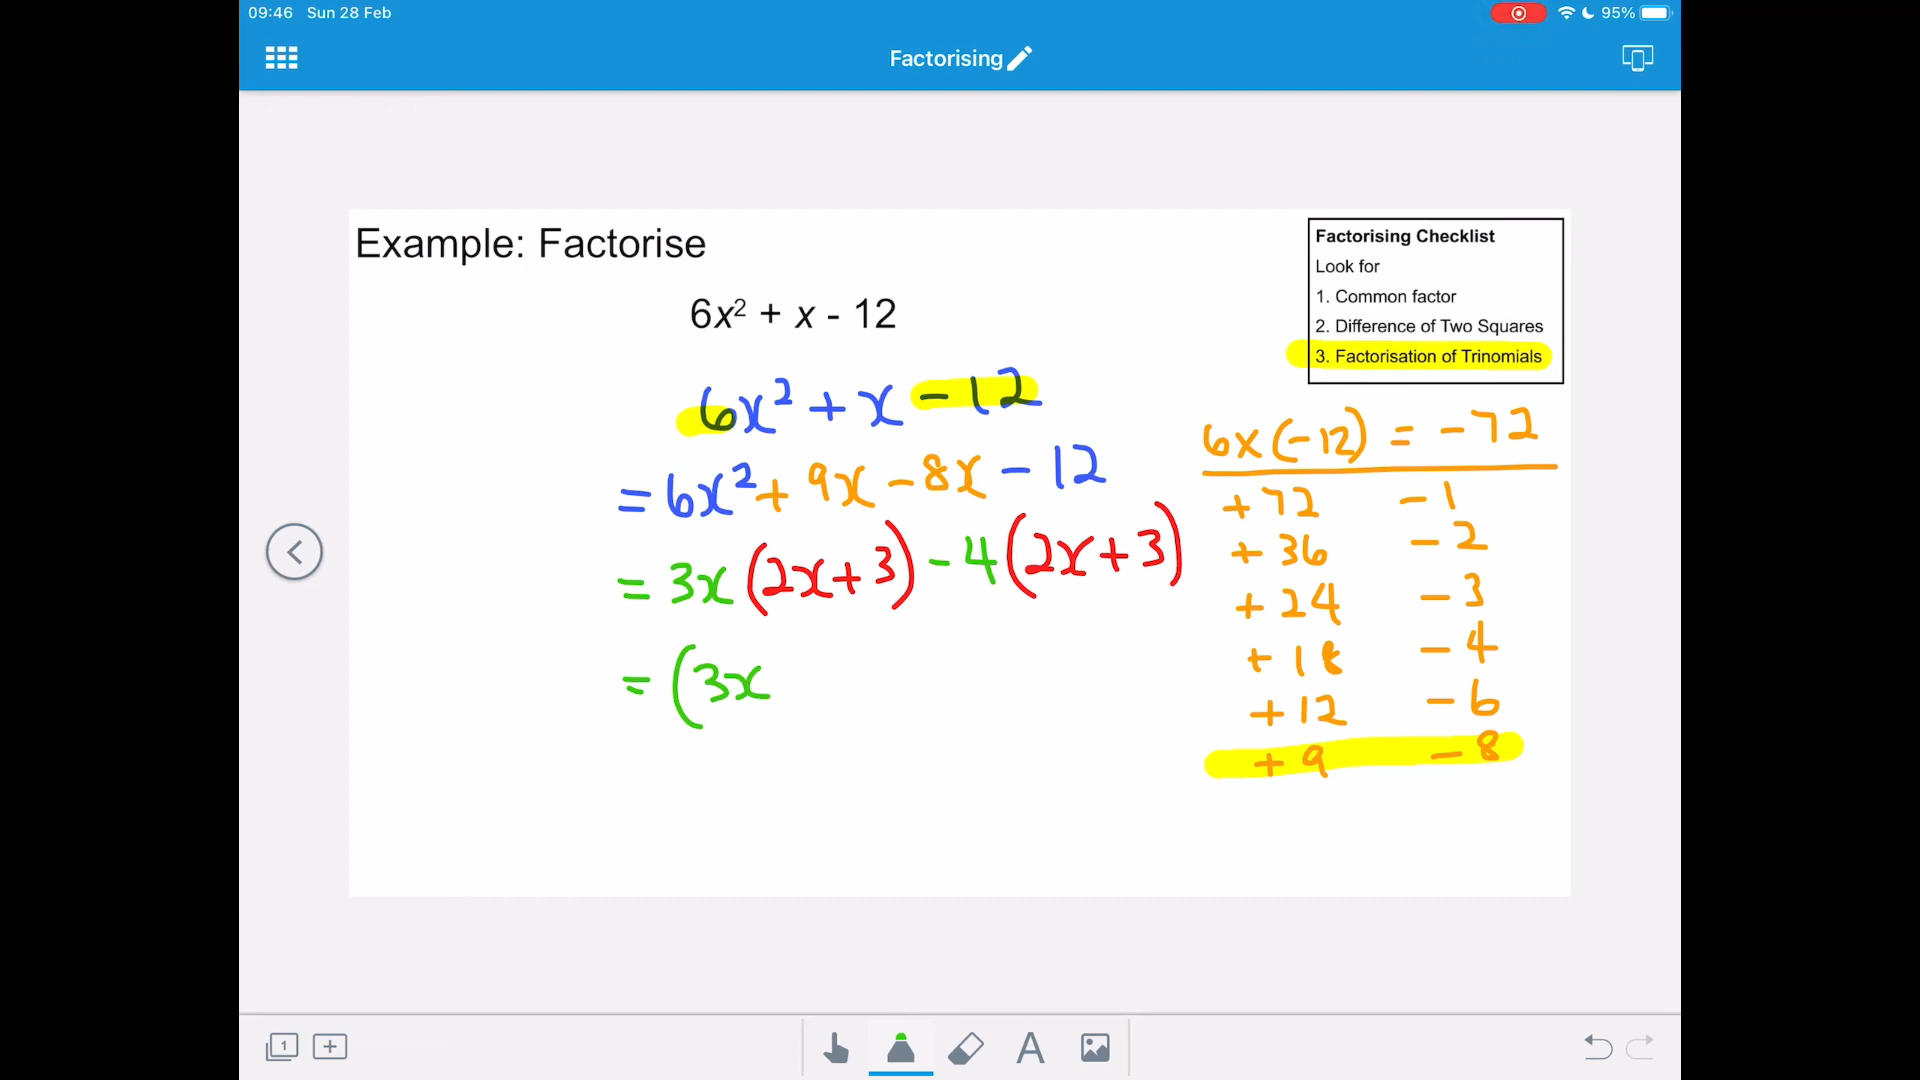 09:46 Sun 28 Feb
95%
Factorising
Example: Factorise
6x² + x - 12
Factorising Checklist
Look for
1. Common factor
2. Difference of Two Squares
3. Factorisation of Trinomials
6x² + x - 12
= 6x² + 9x - 8x - 12
= 3x (2x+3) - 4 (2x+3)
= (3x
6x(-12) = -72
+72 -1
+36 -2
+24 -3
+18 -4
+12 -6
+9 -8
1
A